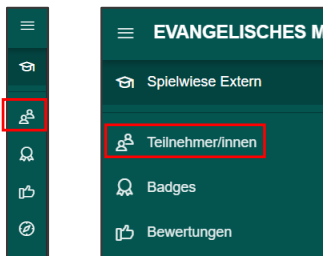 EVANGELISCHES M
Spielwiese Extern
Teilnehmer/innen
Badges
Bewertungen